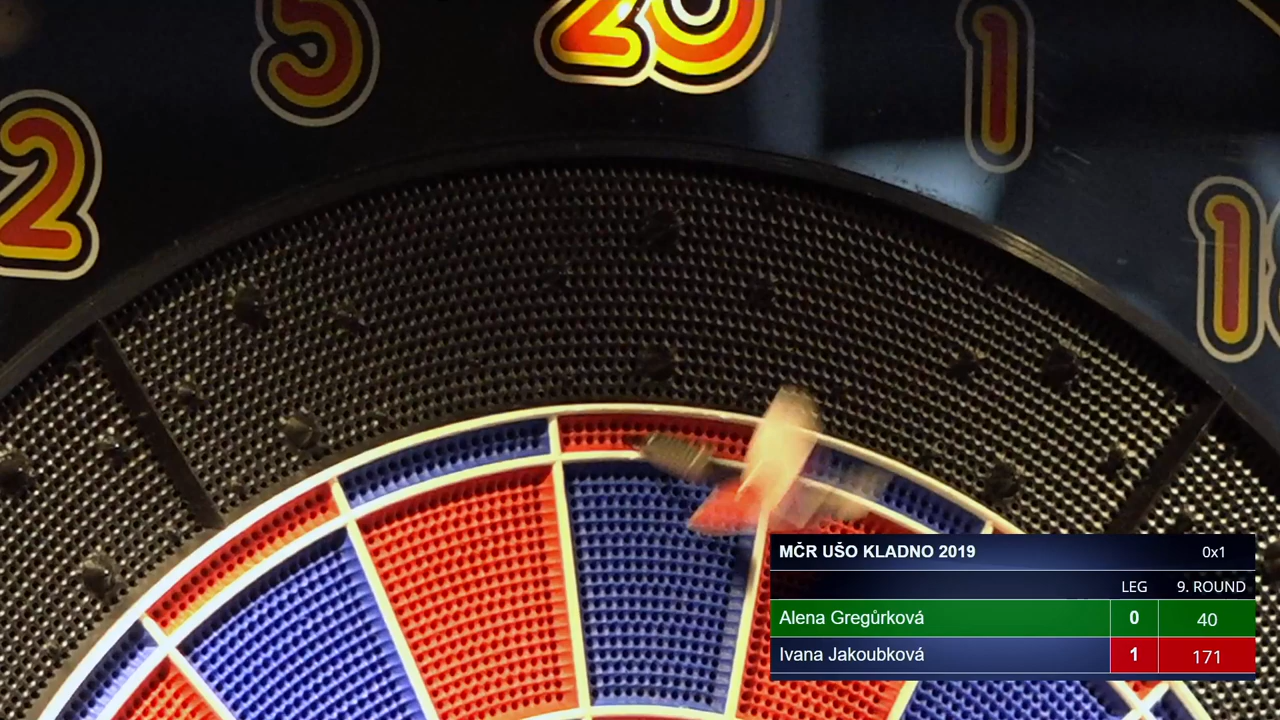 5
20
1
2
1
MČR UŠO KLADNO 2019 0x1
LEG 9. ROUND
Alena Gregůrková 0 40
Ivana Jakoubková 1 171